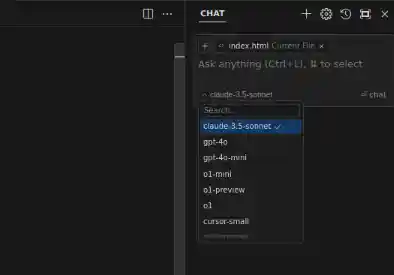 CHAT
index.html Current File ×
Ask anything (Ctrl+L), ⇅ to select
claude-3.5-sonnet
chat
Search...
claude-3.5-sonnet ✓
gpt-4o
gpt-4o-mini
o1-mini
o1-preview
o1
cursor-small